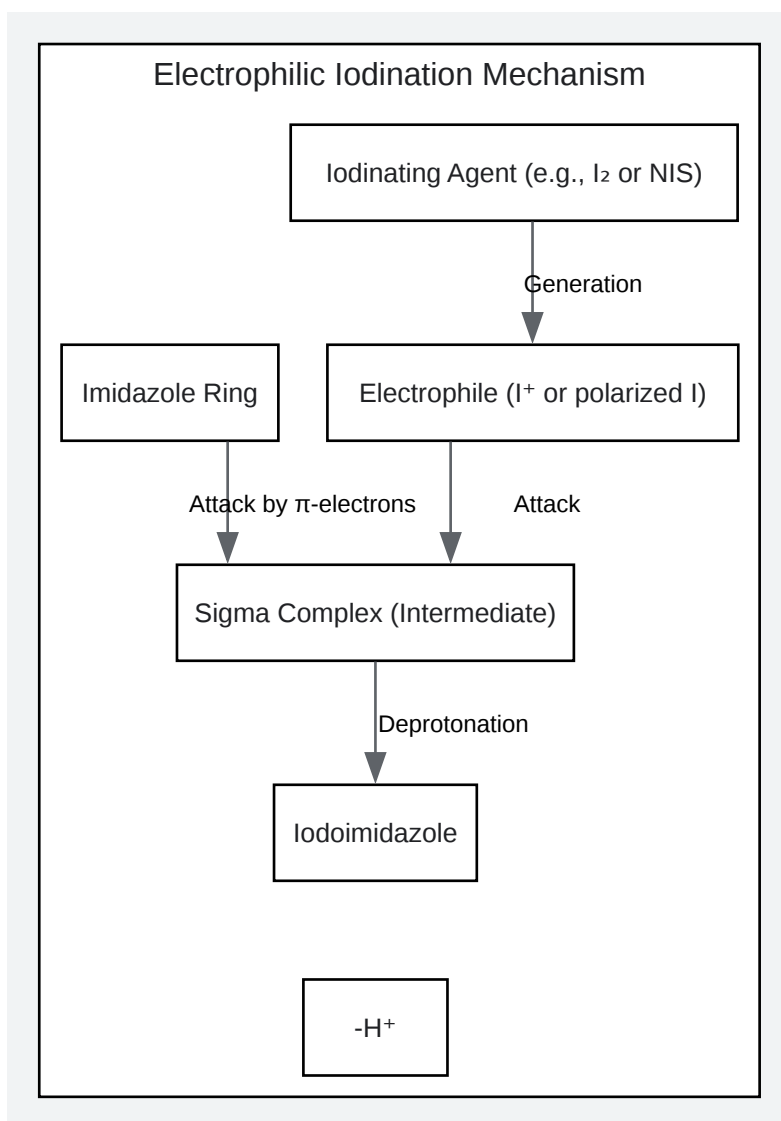 Electrophilic Iodination Mechanism
Iodinating Agent (e.g., I₂ or NIS)
Generation
Imidazole Ring
Electrophile (I⁺ or polarized I)
Attack by π-electrons
Attack
Sigma Complex (Intermediate)
Deprotonation
Iodoimidazole
-H⁺